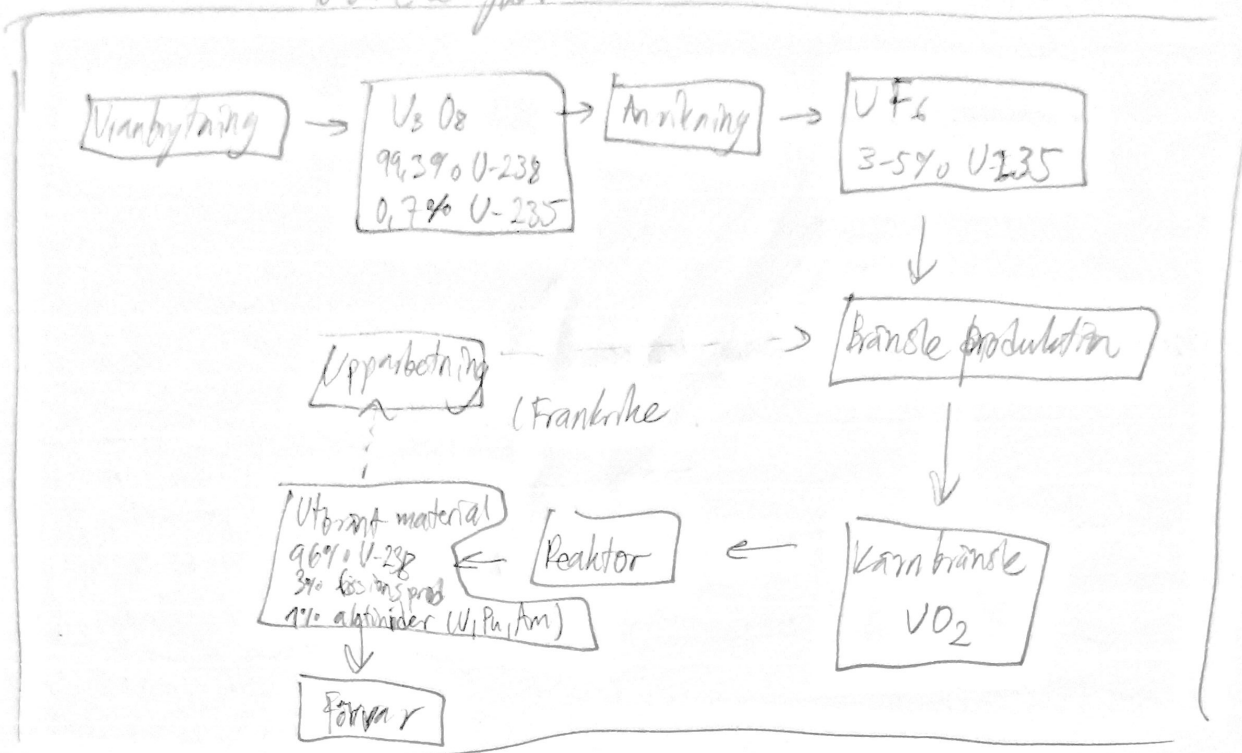 Uranbrytning
U3O8
99,3% U-238
0,7% U-235
Anrikning
UF6
3-5% U-235
Upparbetning
Bränsle produktion
(Frankrike
Utbränt material
96% U-238
3% fissionsprod
1% aktinider (U, Pu, Am)
Reaktor
Kärnbränsle
UO2
Förvar